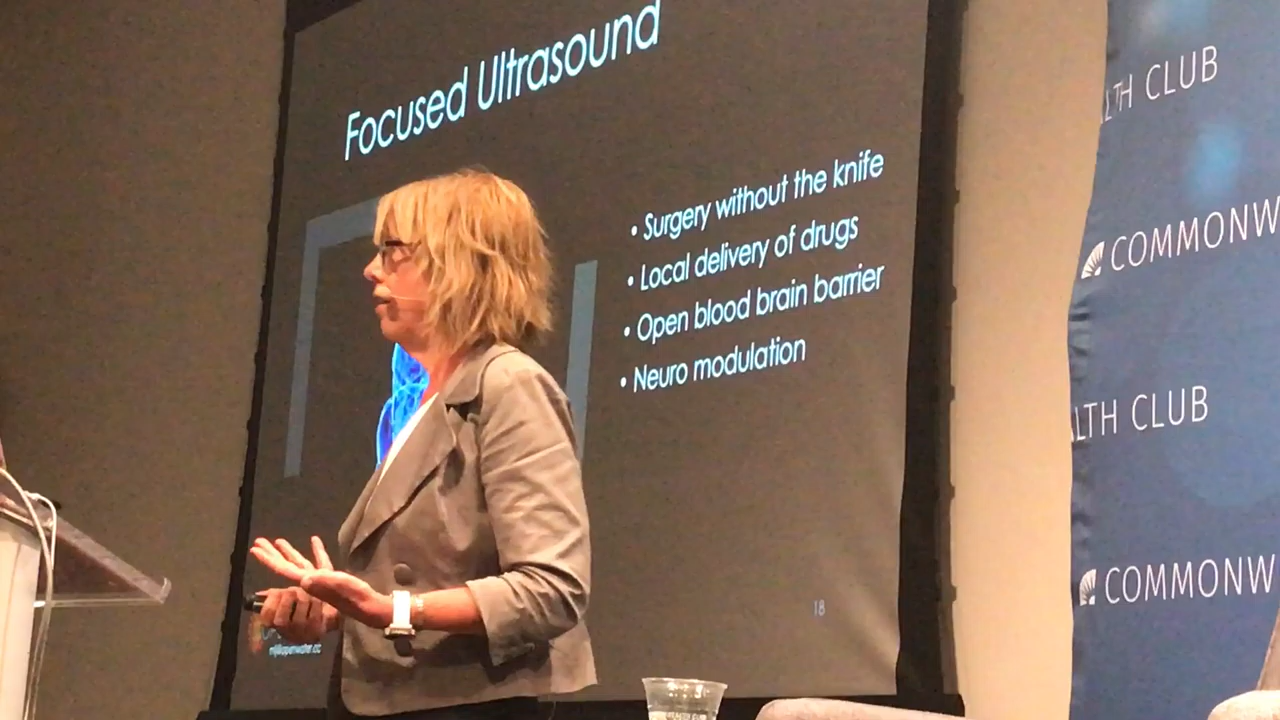 Focused Ultrasound
• Surgery without the knife
• Local delivery of drugs
• Open blood brain barrier
• Neuro modulation
18
LTH CLUB
COMMONW
LTH CLUB
COMMONW